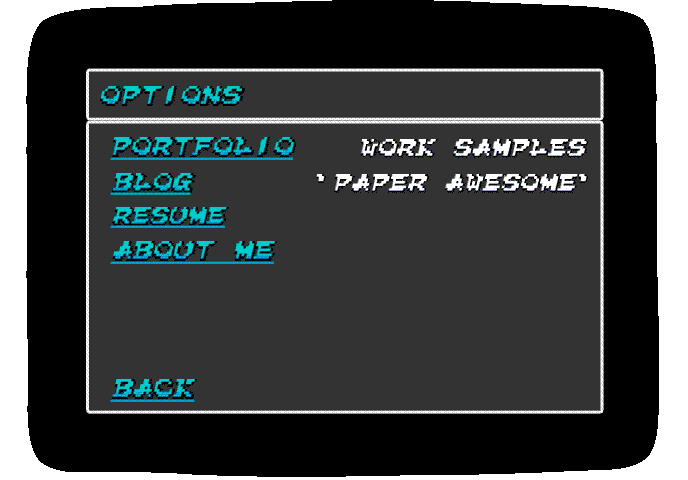 OPTIONS
PORTFOLIO WORK SAMPLES
BLOG 'PAPER AWESOME'
RESUME
ABOUT ME
BACK